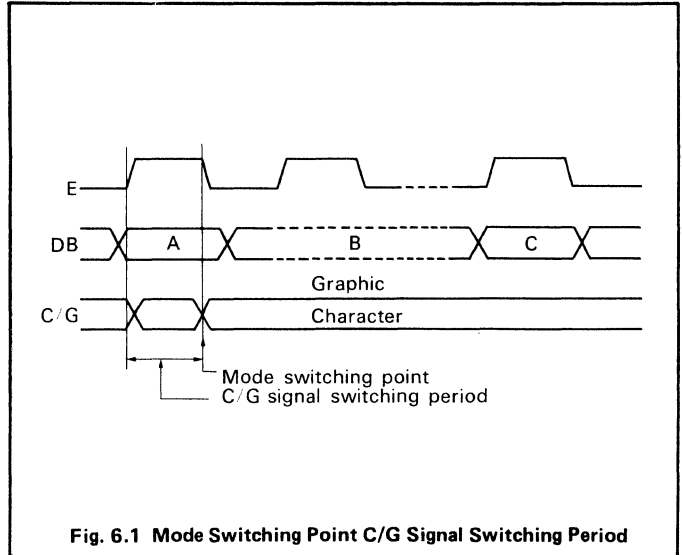 E
DB A B C
Graphic
C/G Character
Mode switching point
C/G signal switching period
Fig. 6.1 Mode Switching Point C/G Signal Switching Period